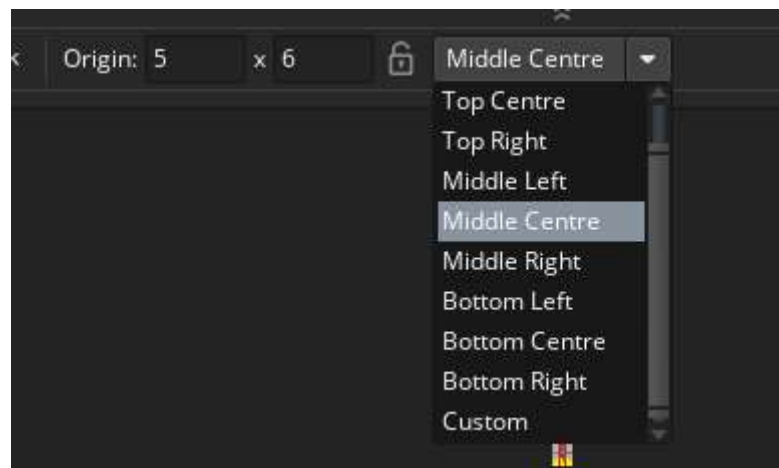 Origin: 5 x 6 Middle Centre
Top Centre
Top Right
Middle Left
Middle Centre
Middle Right
Bottom Left
Bottom Centre
Bottom Right
Custom